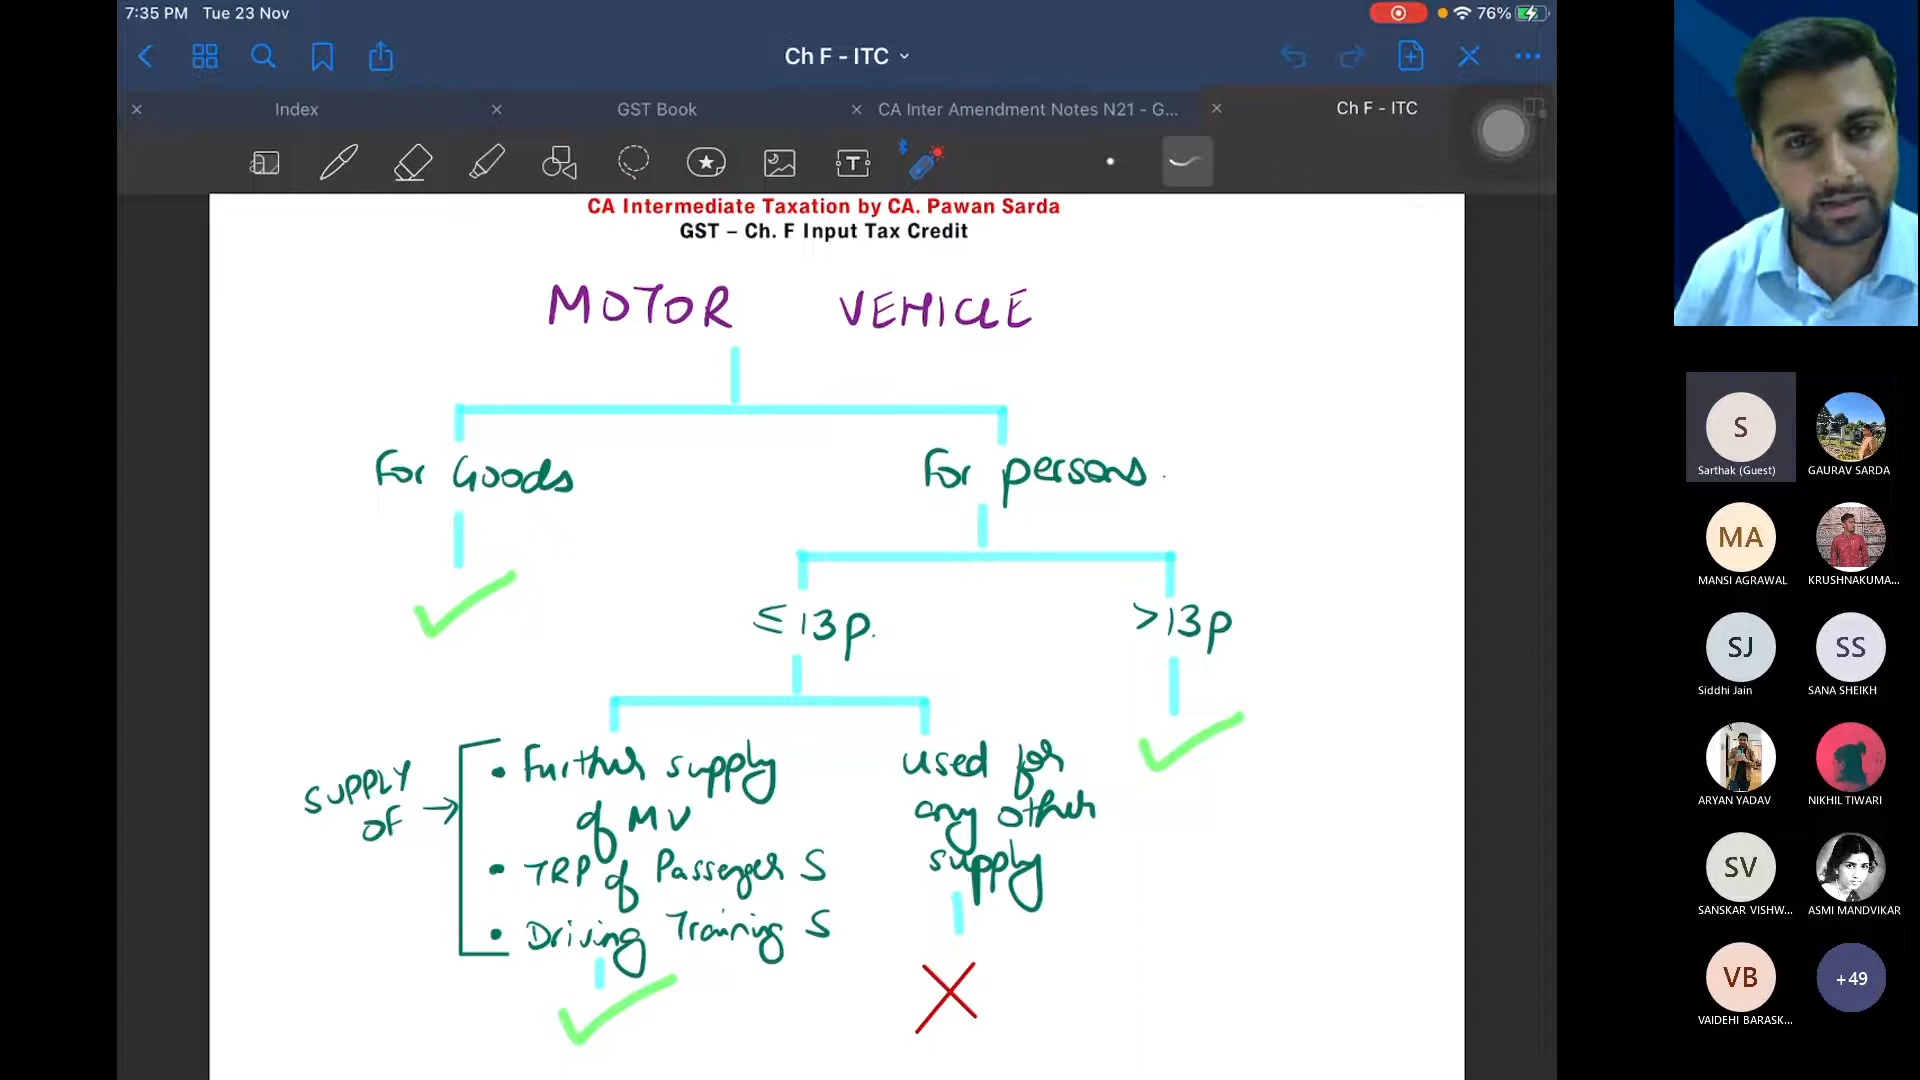 7:35 PM Tue 23 Nov
76%
Ch F - ITC
Index
GST Book
CA Inter Amendment Notes N21 - G...
Ch F - ITC
CA Intermediate Taxation by CA. Pawan Sarda
GST – Ch. F Input Tax Credit
MOTOR VEHICLE
For Goods
For persons
≤ 13 p.
> 13 p
SUPPLY OF →
• Further supply
of MV
• TRP of Passenger S
• Driving Training S
used for
any other
supply
S
Sarthak (Guest)
GAURAV SARDA
MA
MANSI AGRAWAL
KRUSHNAKUMA...
SJ
Siddhi Jain
SS
SANA SHEIKH
ARYAN YADAV
NIKHIL TIWARI
SV
SANSKAR VISHW...
ASMI MANDVIKAR
VB
VAIDEHI BARASK...
+49